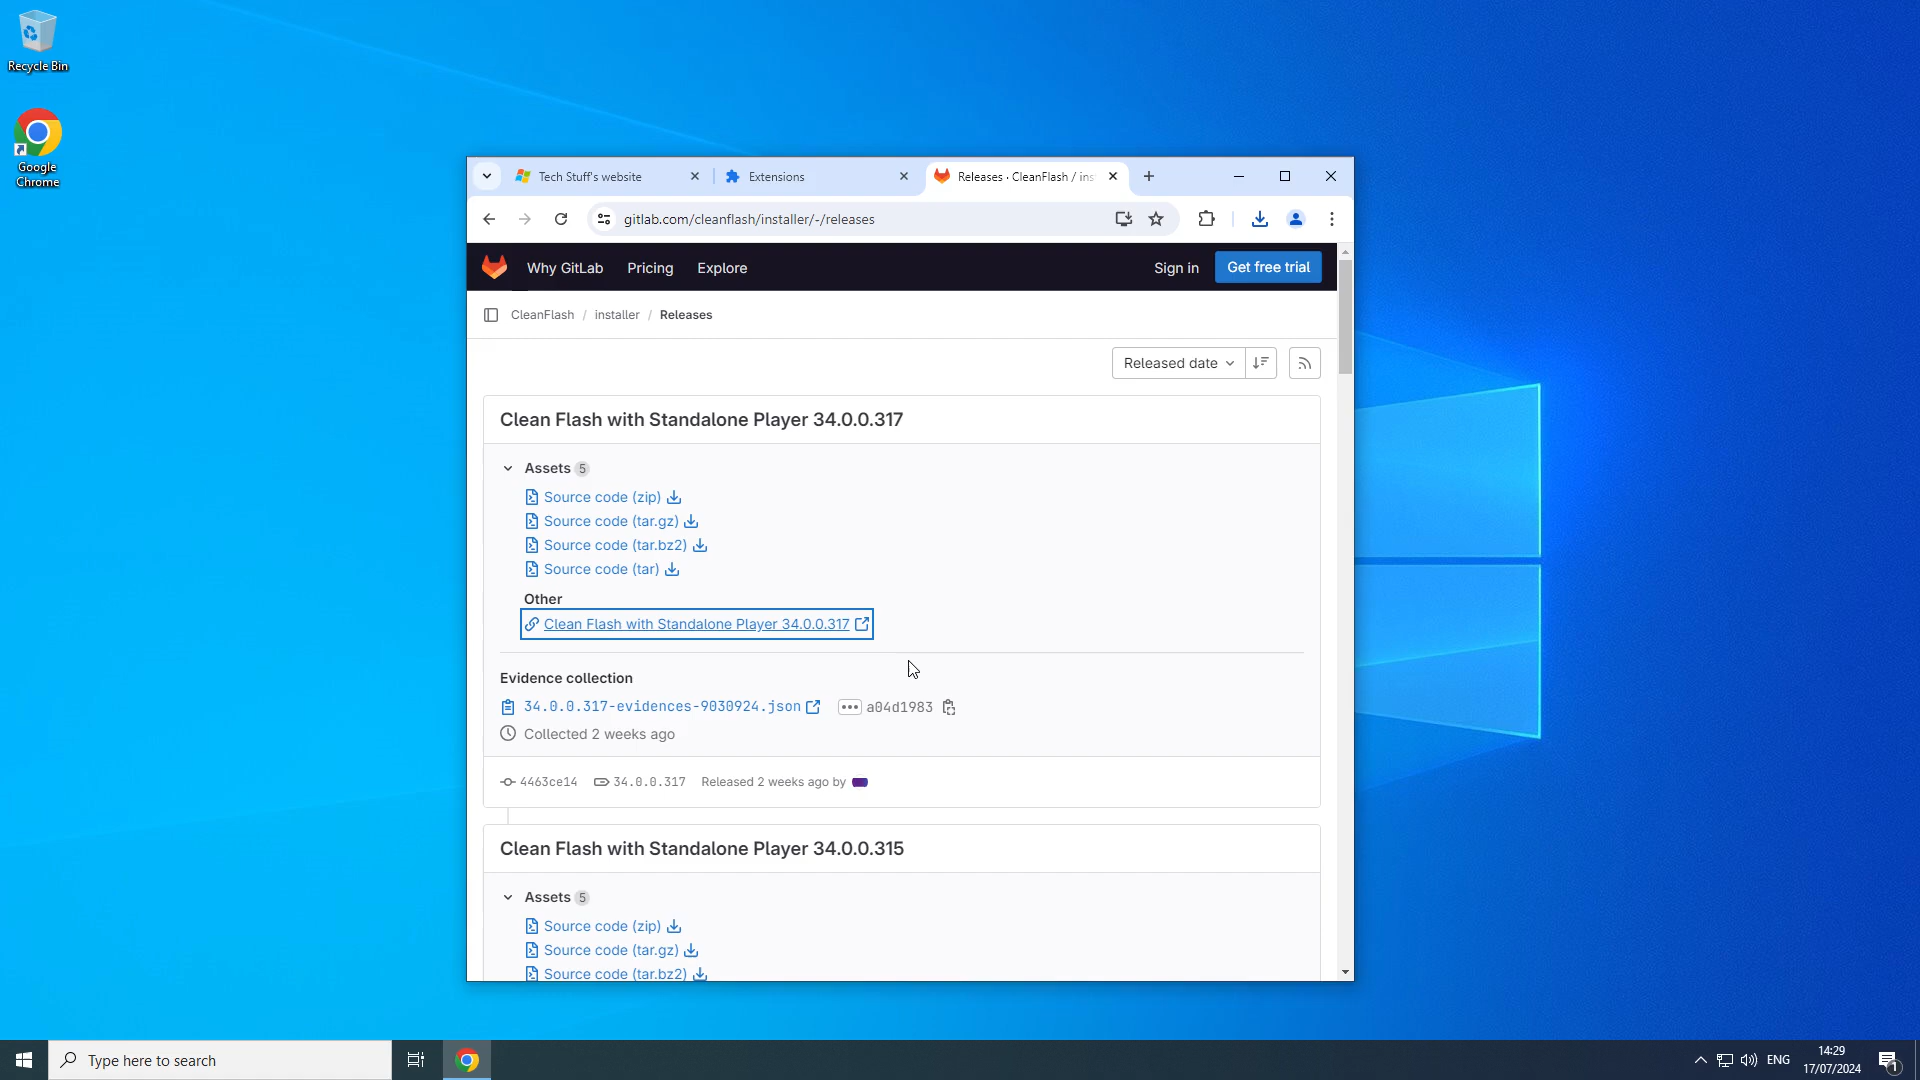 Recycle Bin
Google
Chrome
Tech Stuff's website
Extensions
Releases · CleanFlash / ins
gitlab.com/cleanflash/installer/-/releases
Why GitLab
Pricing
Explore
Sign in
Get free trial
CleanFlash / installer / Releases
Released date
Clean Flash with Standalone Player 34.0.0.317
Assets 5
Source code (zip)
Source code (tar.gz)
Source code (tar.bz2)
Source code (tar)
Other
Clean Flash with Standalone Player 34.0.0.317
Evidence collection
34.0.0.317-evidences-9030924.json a04d1983
Collected 2 weeks ago
4463ce14 34.0.0.317 Released 2 weeks ago by
Clean Flash with Standalone Player 34.0.0.315
Assets 5
Source code (zip)
Source code (tar.gz)
Source code (tar.bz2)
Type here to search
ENG
14:29
17/07/2024
1